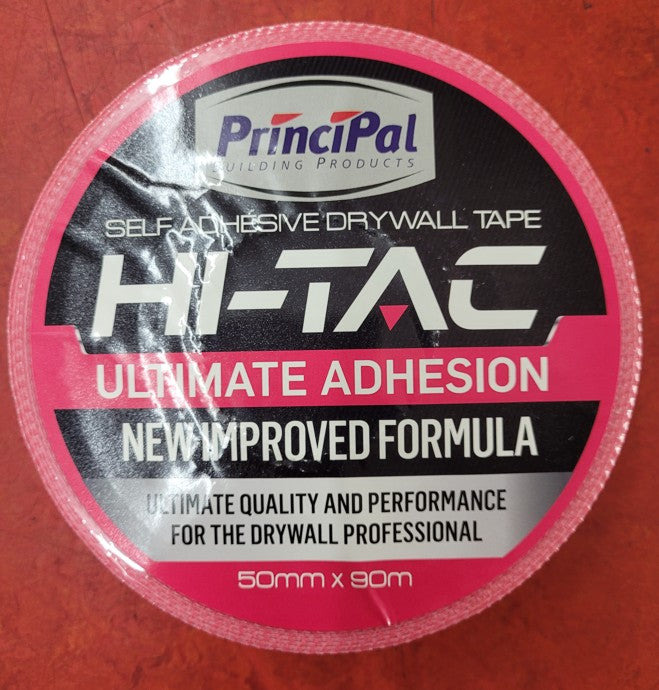 PrinciPal
BUILDING PRODUCTS
SELF ADHESIVE DRYWALL TAPE
HI-TAC
ULTIMATE ADHESION
NEW IMPROVED FORMULA
ULTIMATE QUALITY AND PERFORMANCE
FOR THE DRYWALL PROFESSIONAL
50mm x 90m